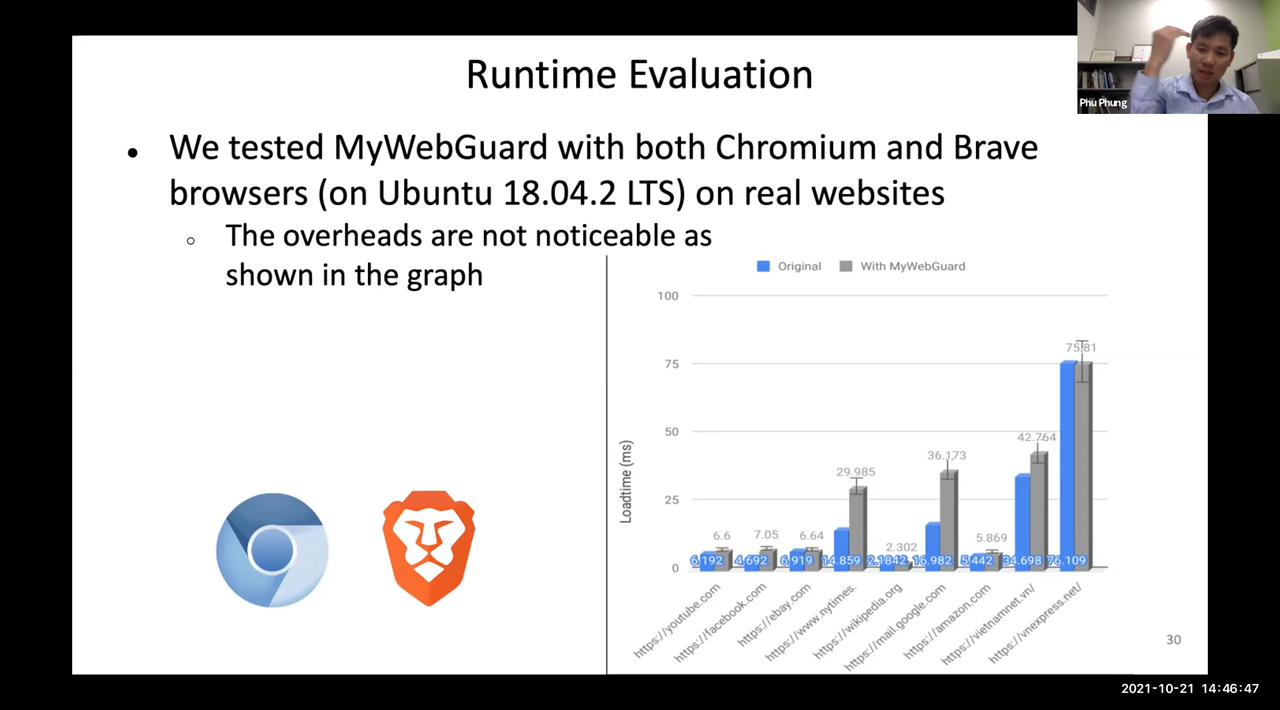 Runtime Evaluation
Phu Phung
• We tested MyWebGuard with both Chromium and Brave
browsers (on Ubuntu 18.04.2 LTS) on real websites
○ The overheads are not noticeable as
shown in the graph
Original With MyWebGuard
100
75
50
25
0
Loadtime (ms)
6.6 7.05 6.64 29.985 2.302 36.173 5.869 42.764 75.81
6.192 4.692 6.919 14.859 2.1842 16.982 5.442 34.698 76.109
https://youtube.com
https://facebook.com
https://ebay.com
https://www.nytimes.
https://wikipedia.org
https://mail.google.com
https://amazon.com
https://vietnamnet.vn/
https://vnexpress.net/
30
2021-10-21 14:46:47